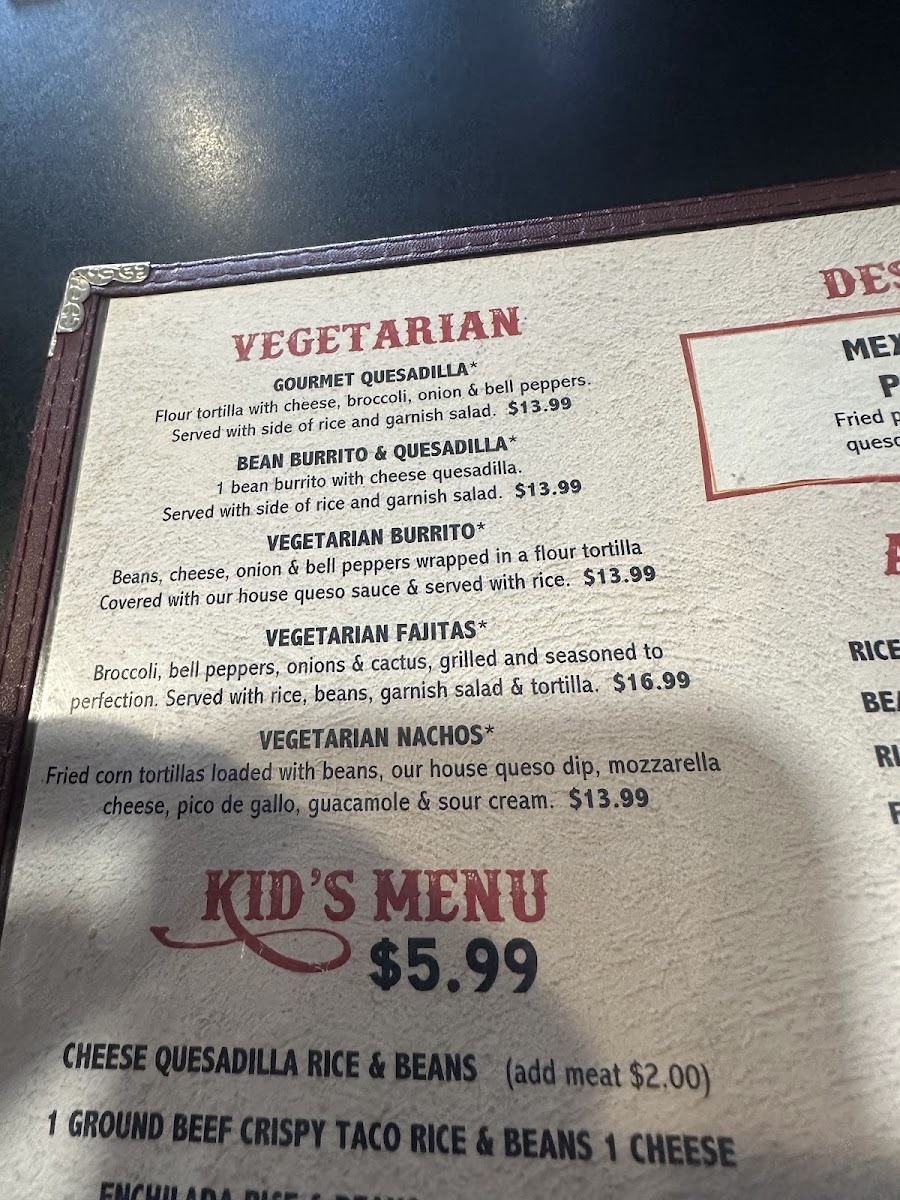 VEGETARIAN
GOURMET QUESADILLA*
Flour tortilla with cheese, broccoli, onion & bell peppers.
Served with side of rice and garnish salad. $13.99
BEAN BURRITO & QUESADILLA*
1 bean burrito with cheese quesadilla.
Served with side of rice and garnish salad. $13.99
VEGETARIAN BURRITO*
Beans, cheese, onion & bell peppers wrapped in a flour tortilla
Covered with our house queso sauce & served with rice. $13.99
VEGETARIAN FAJITAS*
Broccoli, bell peppers, onions & cactus, grilled and seasoned to
perfection. Served with rice, beans, garnish salad & tortilla. $16.99
VEGETARIAN NACHOS*
Fried corn tortillas loaded with beans, our house queso dip, mozzarella
cheese, pico de gallo, guacamole & sour cream. $13.99
KID'S MENU
$5.99
CHEESE QUESADILLA RICE & BEANS (add meat $2.00)
1 GROUND BEEF CRISPY TACO RICE & BEANS 1 CHEESE
ENCHILADA RICE & BEANS
Fried
RICE